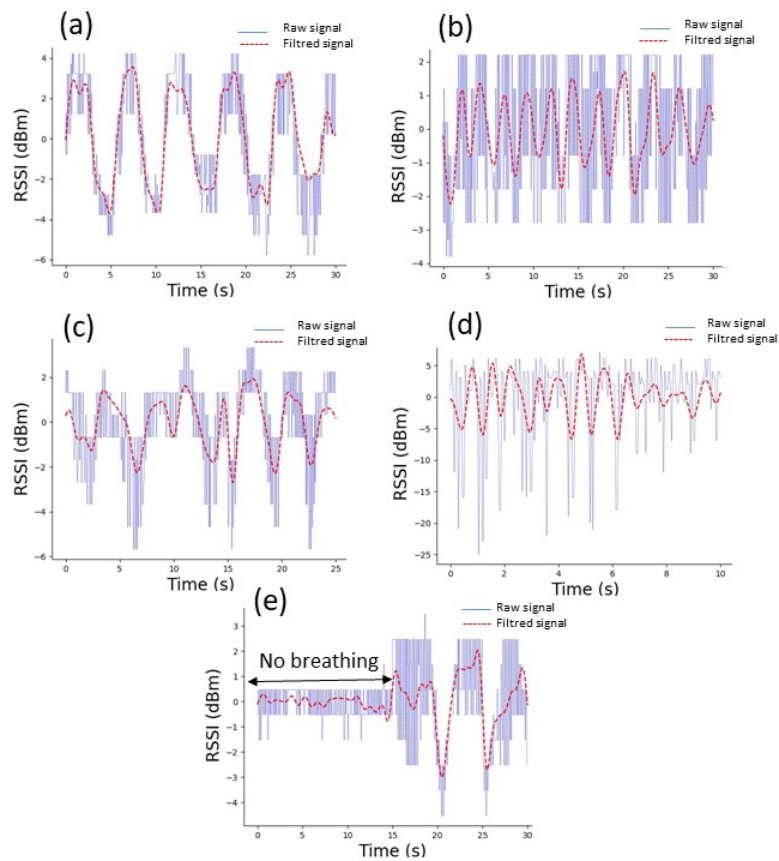 (a)
Raw signal
Filtred signal
RSSI (dBm)
4
2
0
−2
−4
−6
0 5 10 15 20 25 30
Time (s)
(b)
Raw signal
Filtred signal
RSSI (dBm)
2
1
0
−1
−2
−3
−4
0 5 10 15 20 25 30
Time (s)
(c)
Raw signal
Filtred signal
RSSI (dBm)
2
0
−2
−4
−6
0 5 10 15 20 25
Time (s)
(d)
Raw signal
Filtred signal
RSSI (dBm)
5
0
−5
−10
−15
−20
−25
0 2 4 6 8 10
Time (s)
(e)
Raw signal
Filtred signal
No breathing
RSSI (dBm)
3
2
1
0
−1
−2
−3
−4
0 5 10 15 20 25 30
Time (s)